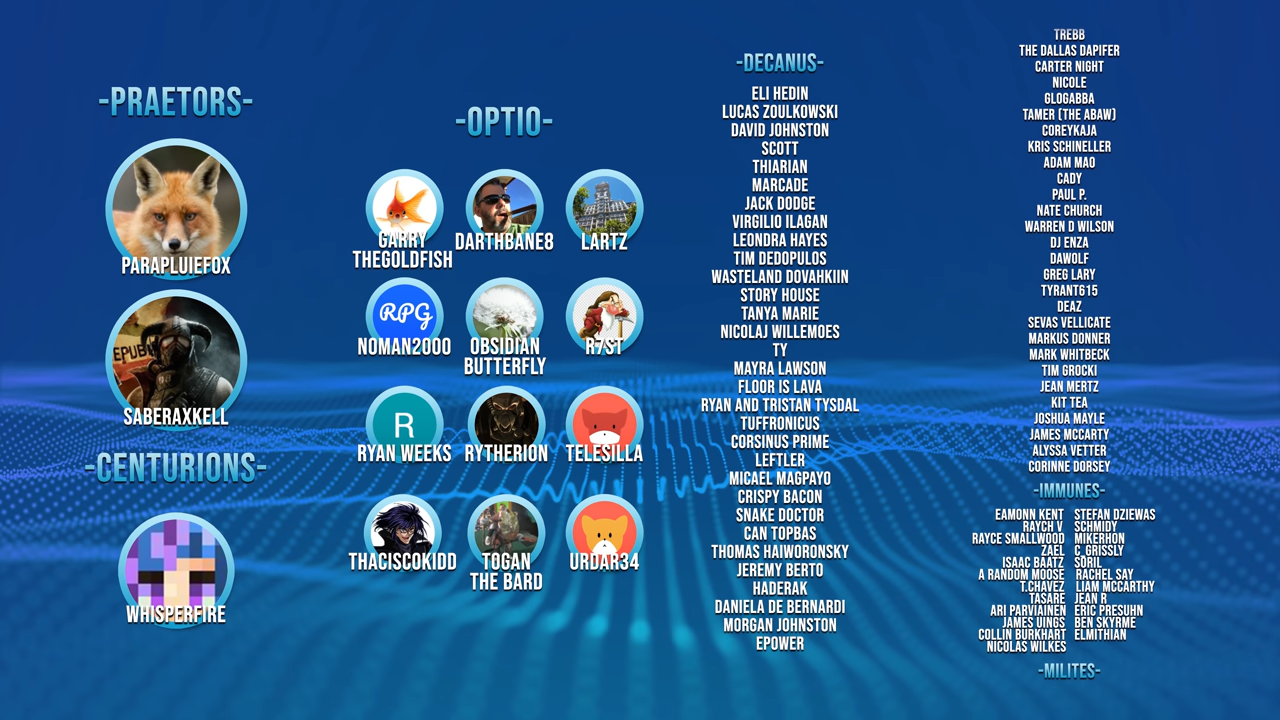 -PRAETORS-
EPUB
PARAPLUIEFOX
SABERAXKELL
-CENTURIONS-
WHISPERFIRE
-OPTIO-
GARRY
THEGOLDFISH
DARTHBANE8
LARTZ
RPG
NOMAN2000
OBSIDIAN
BUTTERFLY
R7ST
R
RYAN WEEKS
RYTHERION
TELESILLA
THACISCOKIDD
TOGAN
THE BARD
URDAR34
-DECANUS-
ELI HEDIN
LUCAS ZOULKOWSKI
DAVID JOHNSTON
SCOTT
THIARIAN
MARCADE
JACK DODGE
VIRGILIO ILAGAN
LEONDRA HAYES
TIM DEDOPULOS
WASTELAND DOVAHKIIN
STORY HOUSE
TANYA MARIE
NICOLAJ WILLEMOES
TY
MAYRA LAWSON
FLOOR IS LAVA
RYAN AND TRISTAN TYSDAL
TUFFRONICUS
CORSINUS PRIME
LEFTLER
MICAEL MAGPAYO
CRISPY BACON
SNAKE DOCTOR
CAN TOPBAS
THOMAS HAIWORONSKY
JEREMY BERTO
HADERAK
DANIELA DE BERNARDI
MORGAN JOHNSTON
EPOWER
TREBB
THE DALLAS DAPIFER
CARTER NIGHT
NICOLE
GLOGABBA
TAMER (THE ABAW)
COREYKAJA
KRIS SCHINELLER
ADAM MAO
CADY
PAUL P.
NATE CHURCH
WARREN D WILSON
DJ ENZA
DAWOLF
GREG LARY
TYRANT615
DEAZ
SEVAS VELLICATE
MARKUS DONNER
MARK WHITBECK
TIM GROCKI
JEAN MERTZ
KIT TEA
JOSHUA MAYLE
JAMES MCCARTY
ALYSSA VETTER
CORINNE DORSEY
-IMMUNES-
EAMONN KENT
RAYCH V
RAYCE SMALLWOOD
ZAEL
ISAAC BAATZ
A RANDOM MOOSE
T.CHAVEZ
TASARE
ARI PARVIAINEN
JAMES UINGS
COLLIN BURKHART
NICOLAS WILKES
STEFAN DZIEWAS
SCHMIDY
MIKERHON
C_GRISSLY
SORIL
RACHEL SAY
LIAM MCCARTHY
JEAN R
ERIC PRESUHN
BEN SKYRME
ELMITHIAN
-MILITES-